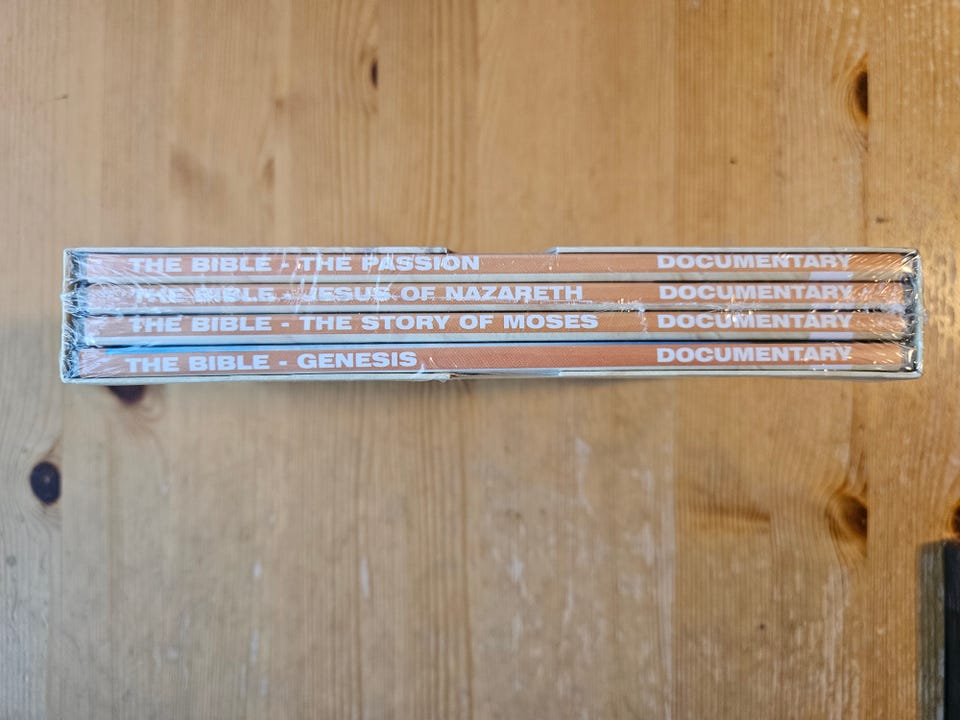 THE BIBLE - THE PASSION DOCUMENTARY
THE BIBLE - JESUS OF NAZARETH DOCUMENTARY
THE BIBLE - THE STORY OF MOSES DOCUMENTARY
THE BIBLE - GENESIS DOCUMENTARY